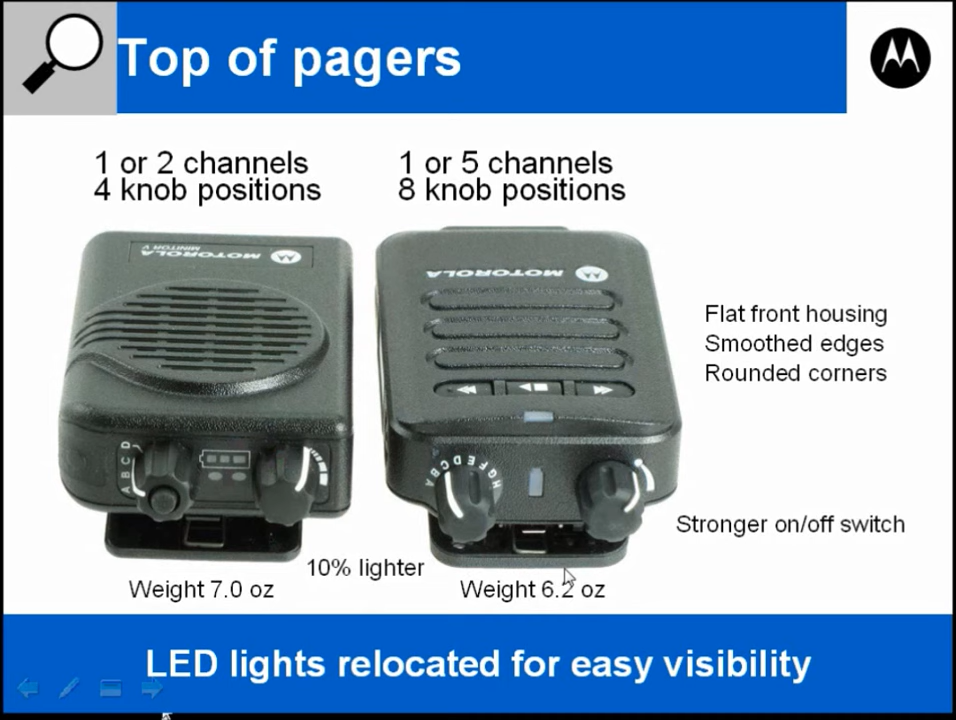 Top of pagers
1 or 2 channels
4 knob positions
1 or 5 channels
8 knob positions
MOTOROLA
MINITOR V
MOTOROLA
Flat front housing
Smoothed edges
Rounded corners
A B C D
A B C D E F G H
Stronger on/off switch
10% lighter
Weight 7.0 oz
Weight 6.2 oz
LED lights relocated for easy visibility